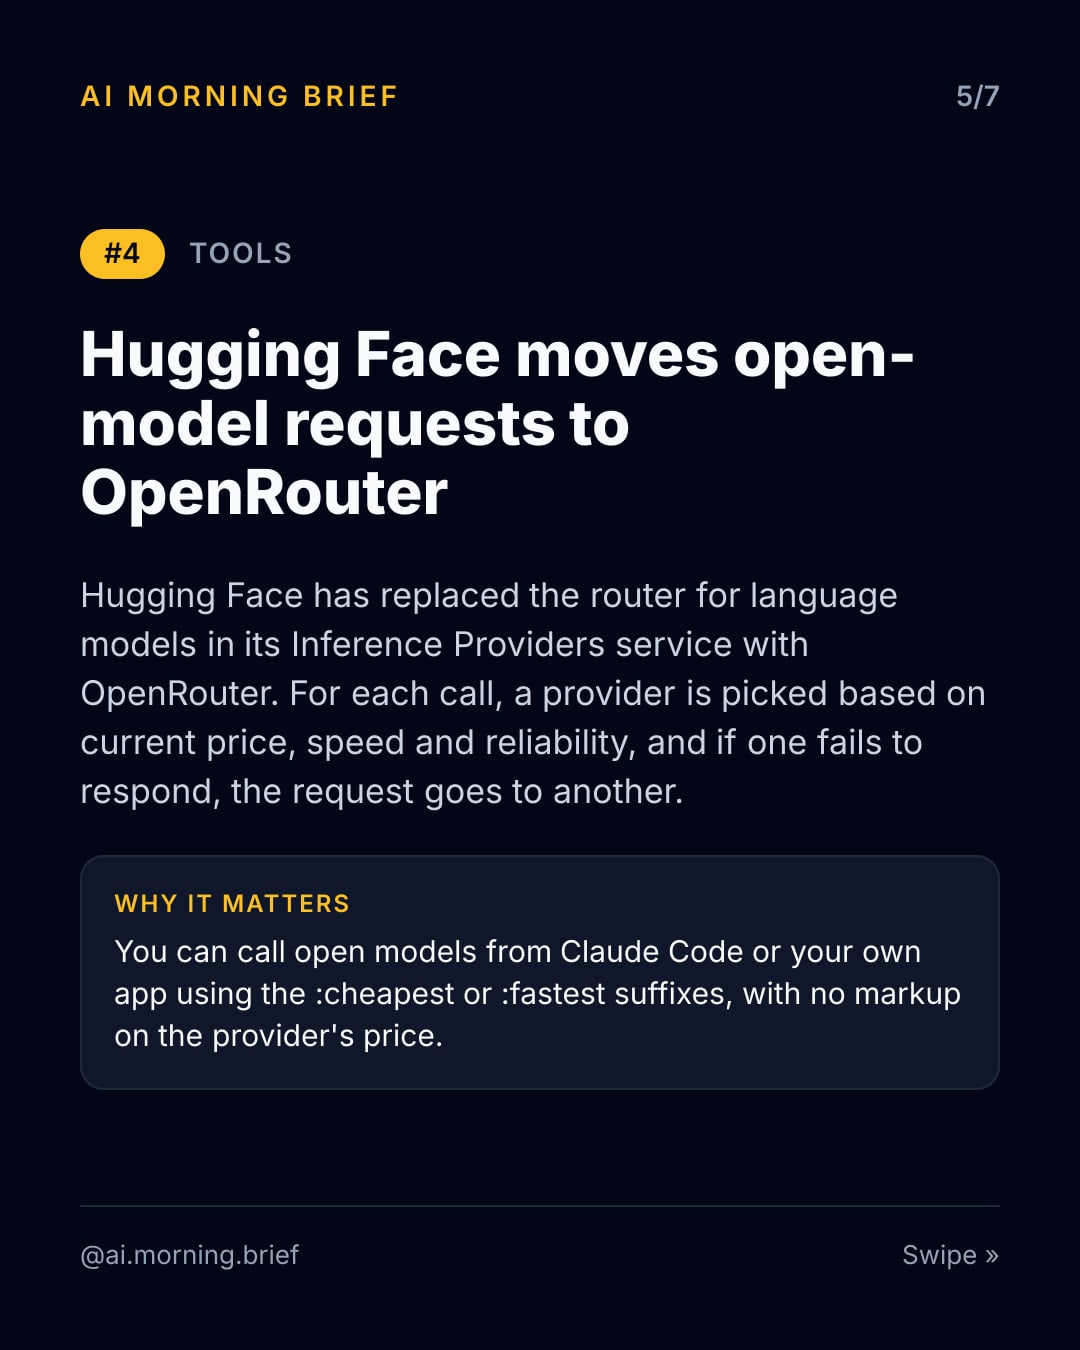 AI MORNING BRIEF
5/7
#4
TOOLS
Hugging Face moves open-
model requests to
OpenRouter
Hugging Face has replaced the router for language
models in its Inference Providers service with
OpenRouter. For each call, a provider is picked based on
current price, speed and reliability, and if one fails to
respond, the request goes to another.
WHY IT MATTERS
You can call open models from Claude Code or your own
app using the :cheapest or :fastest suffixes, with no markup
on the provider's price.
@ai.morning.brief
Swipe »